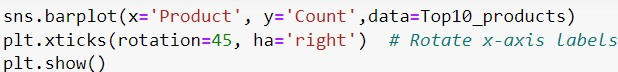 sns.barplot(x='Product', y='Count',data=Top10_products)
plt.xticks(rotation=45, ha='right')  # Rotate x-axis labels
plt.show()